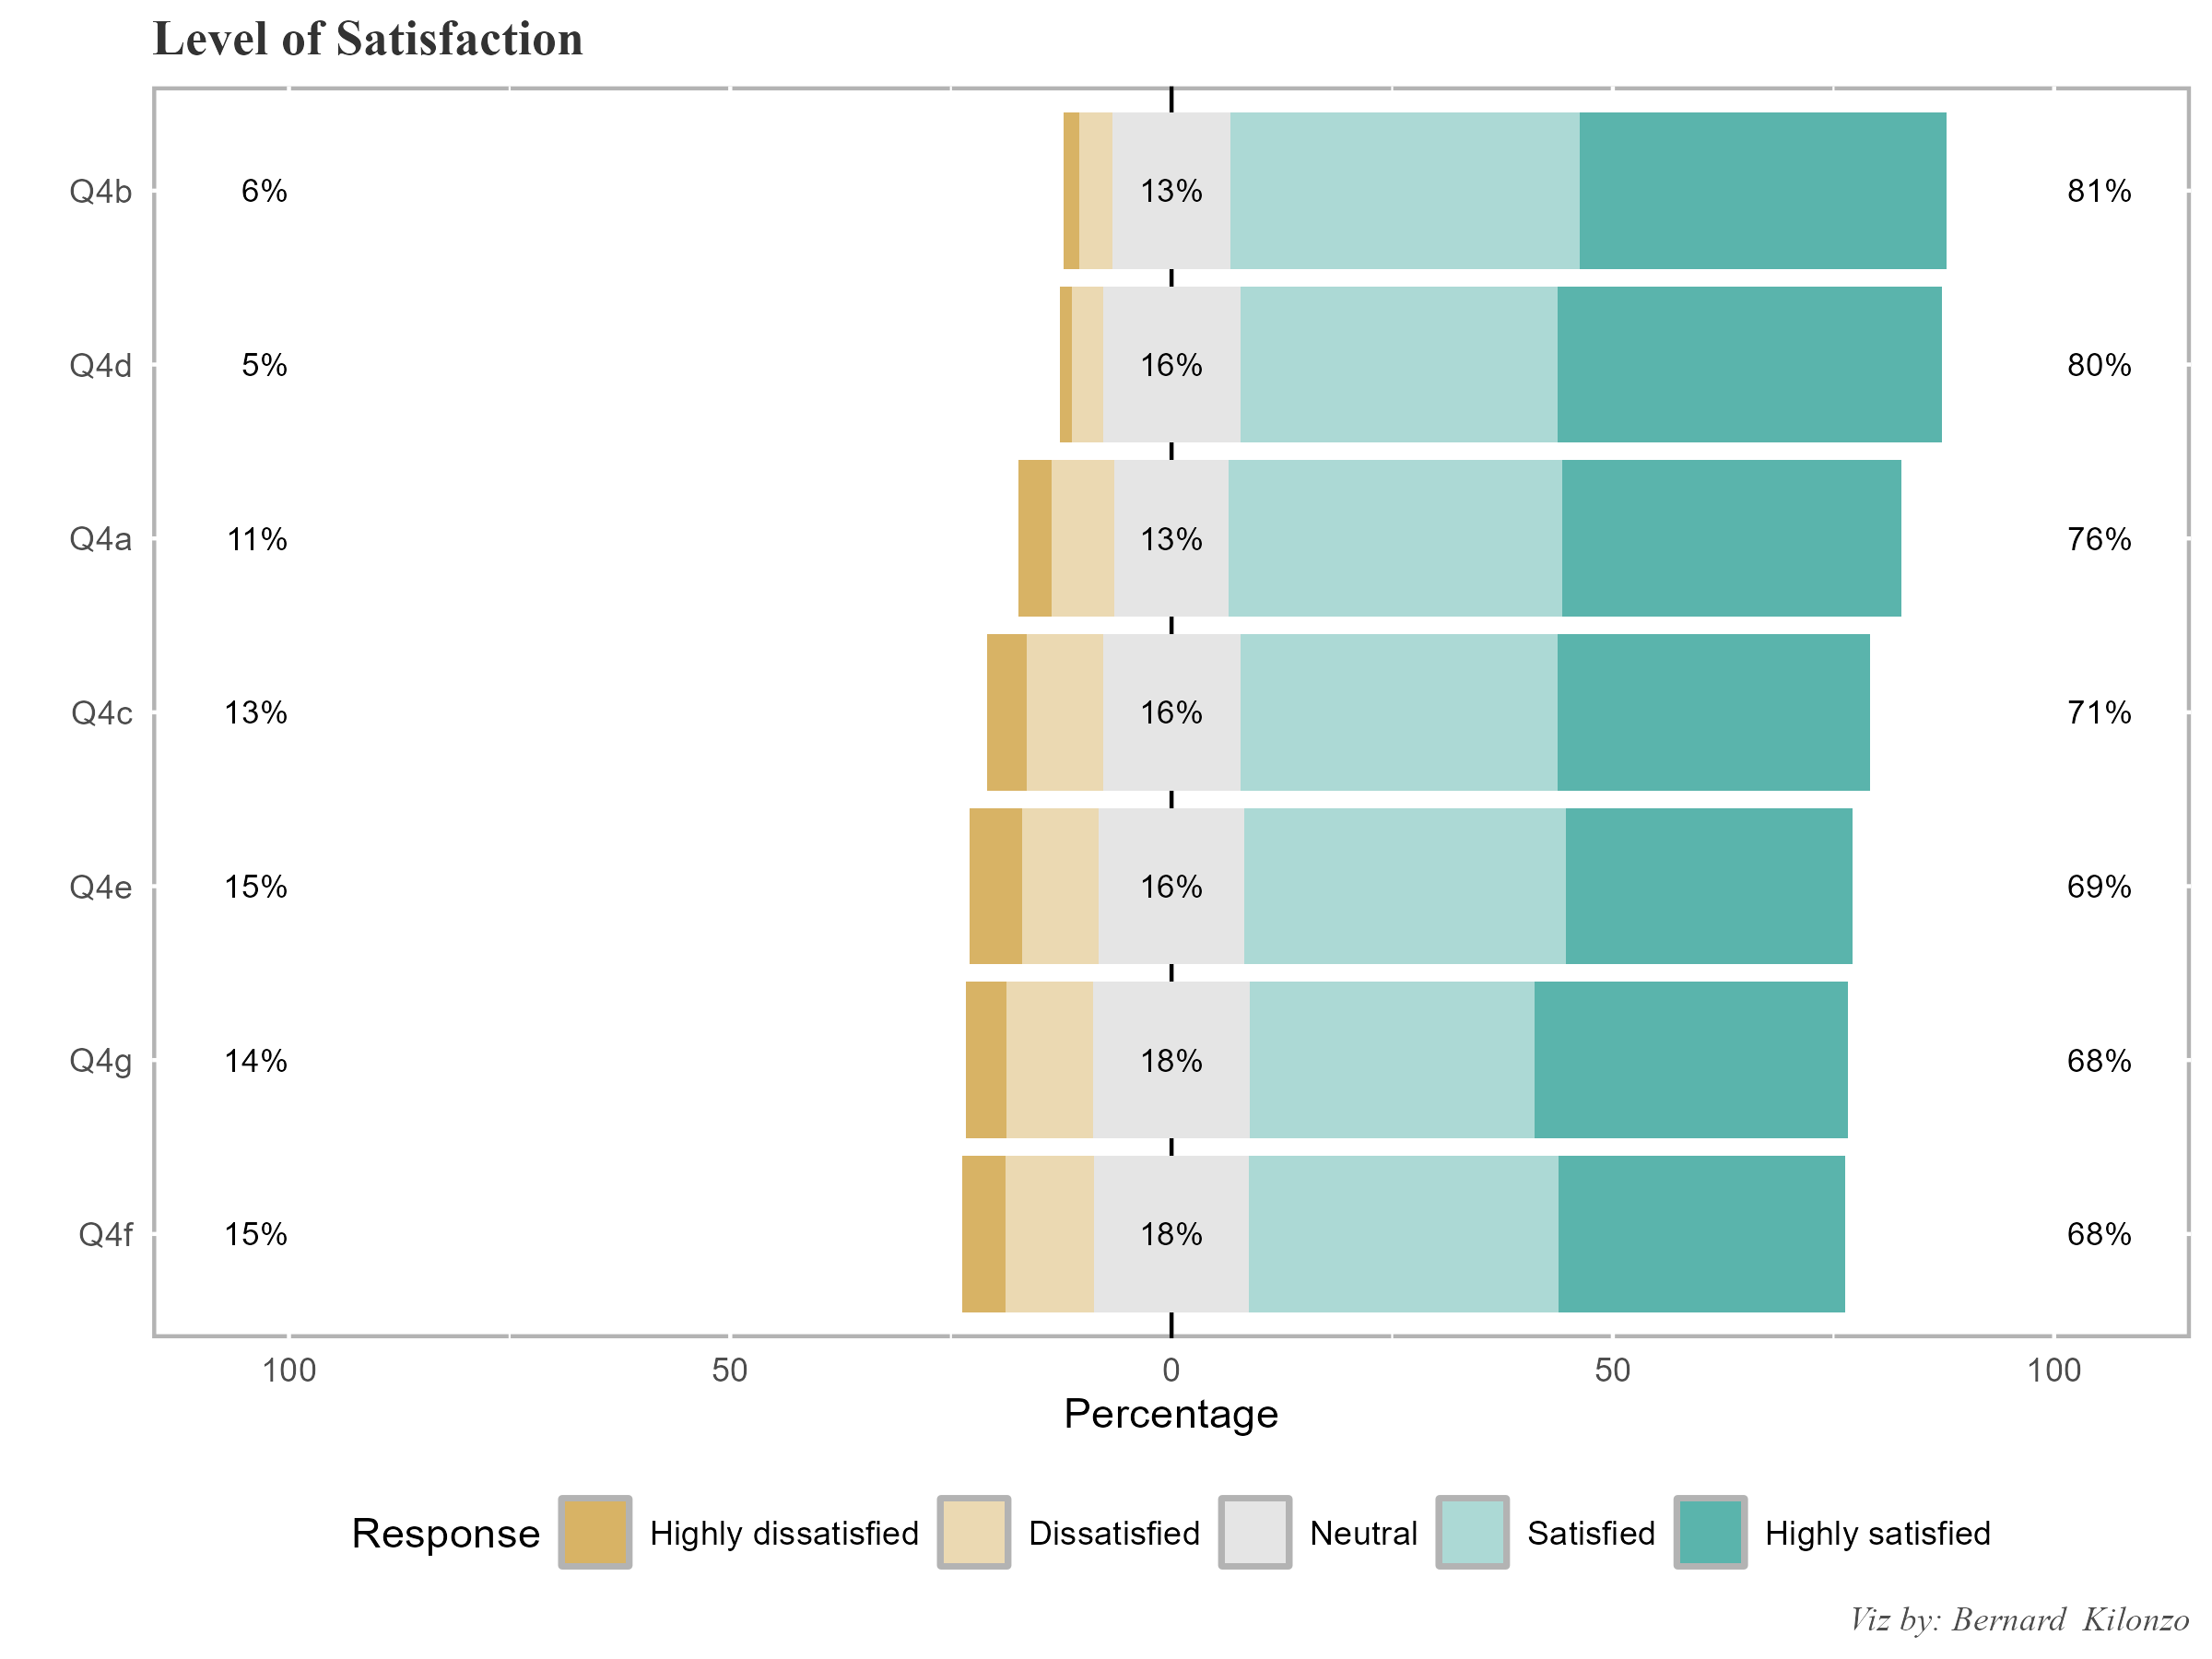 Level of Satisfaction
Q4b 6% 13% 81%
Q4d 5% 16% 80%
Q4a 11% 13% 76%
Q4c 13% 16% 71%
Q4e 15% 16% 69%
Q4g 14% 18% 68%
Q4f 15% 18% 68%
100 50 0 50 100
Percentage
Response Highly dissatisfied Dissatisfied Neutral Satisfied Highly satisfied
Viz by: Bernard Kilonzo